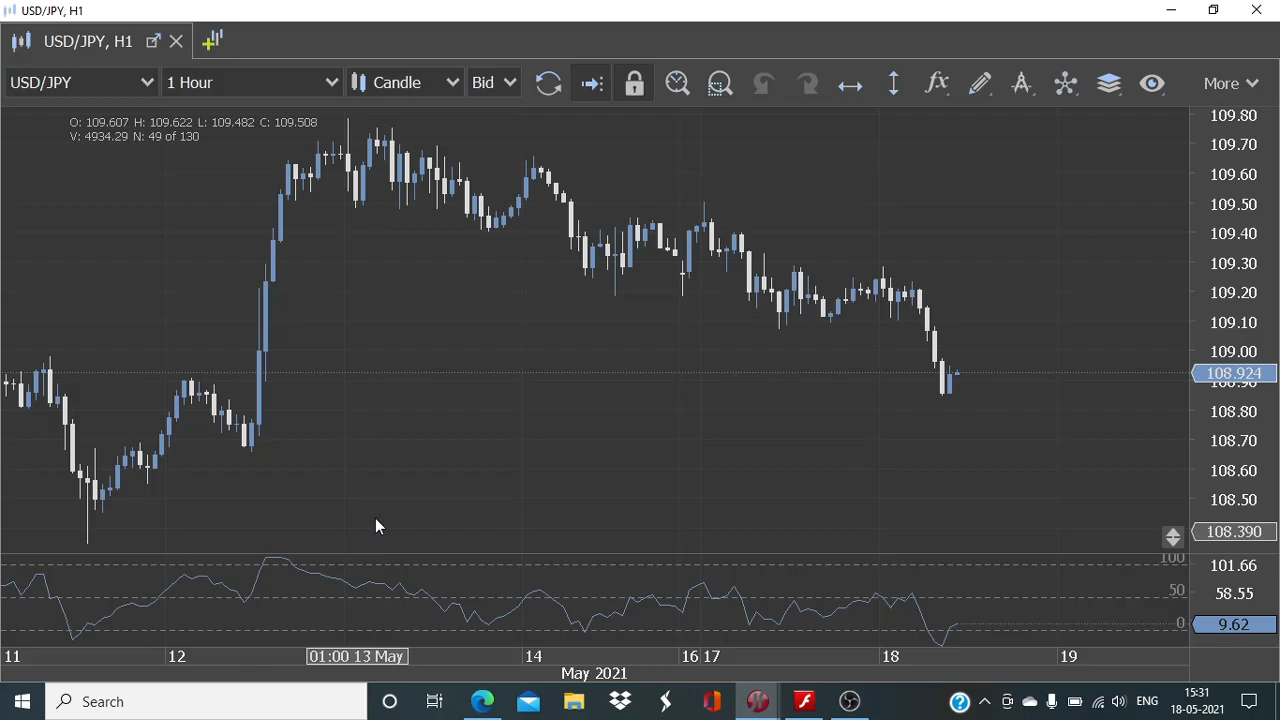 USD/JPY, H1
USD/JPY, H1
USD/JPY 1 Hour Candle Bid fx More
O: 109.607 H: 109.622 L: 109.482 C: 109.508
V: 4934.29 N: 49 of 130
109.80
109.70
109.60
109.50
109.40
109.30
109.20
109.10
109.00
108.924
108.90
108.80
108.70
108.60
108.50
108.390
100 101.66
50 58.55
0 9.62
11 12 01:00 13 May 14 16 17 18 19
May 2021
Search
ENG
15:31
18-05-2021